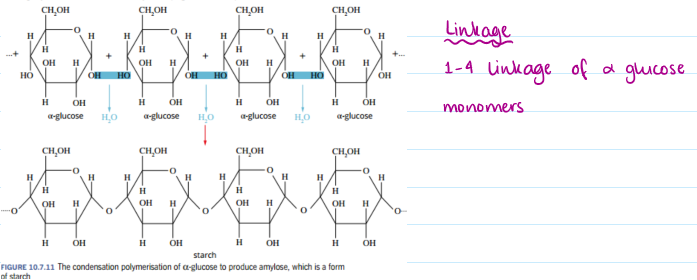 CH₂OH CH₂OH CH₂OH CH₂OH
H O H H O H H O H H O H
H H H H
...+ + + + +...
OH H OH H OH H OH H
HO OH HO OH HO OH HO OH
H OH H OH H OH H OH
α-glucose H₂O α-glucose H₂O α-glucose H₂O α-glucose
CH₂OH CH₂OH CH₂OH CH₂OH
H O H H O H H O H H O H
H H H H
OH H OH H OH H OH H
O O O O O
H OH H OH H OH H OH
starch
FIGURE 10.7.11 The condensation polymerisation of α-glucose to produce amylose, which is a form
of starch
Linkage
1-4 linkage of α glucose
monomers